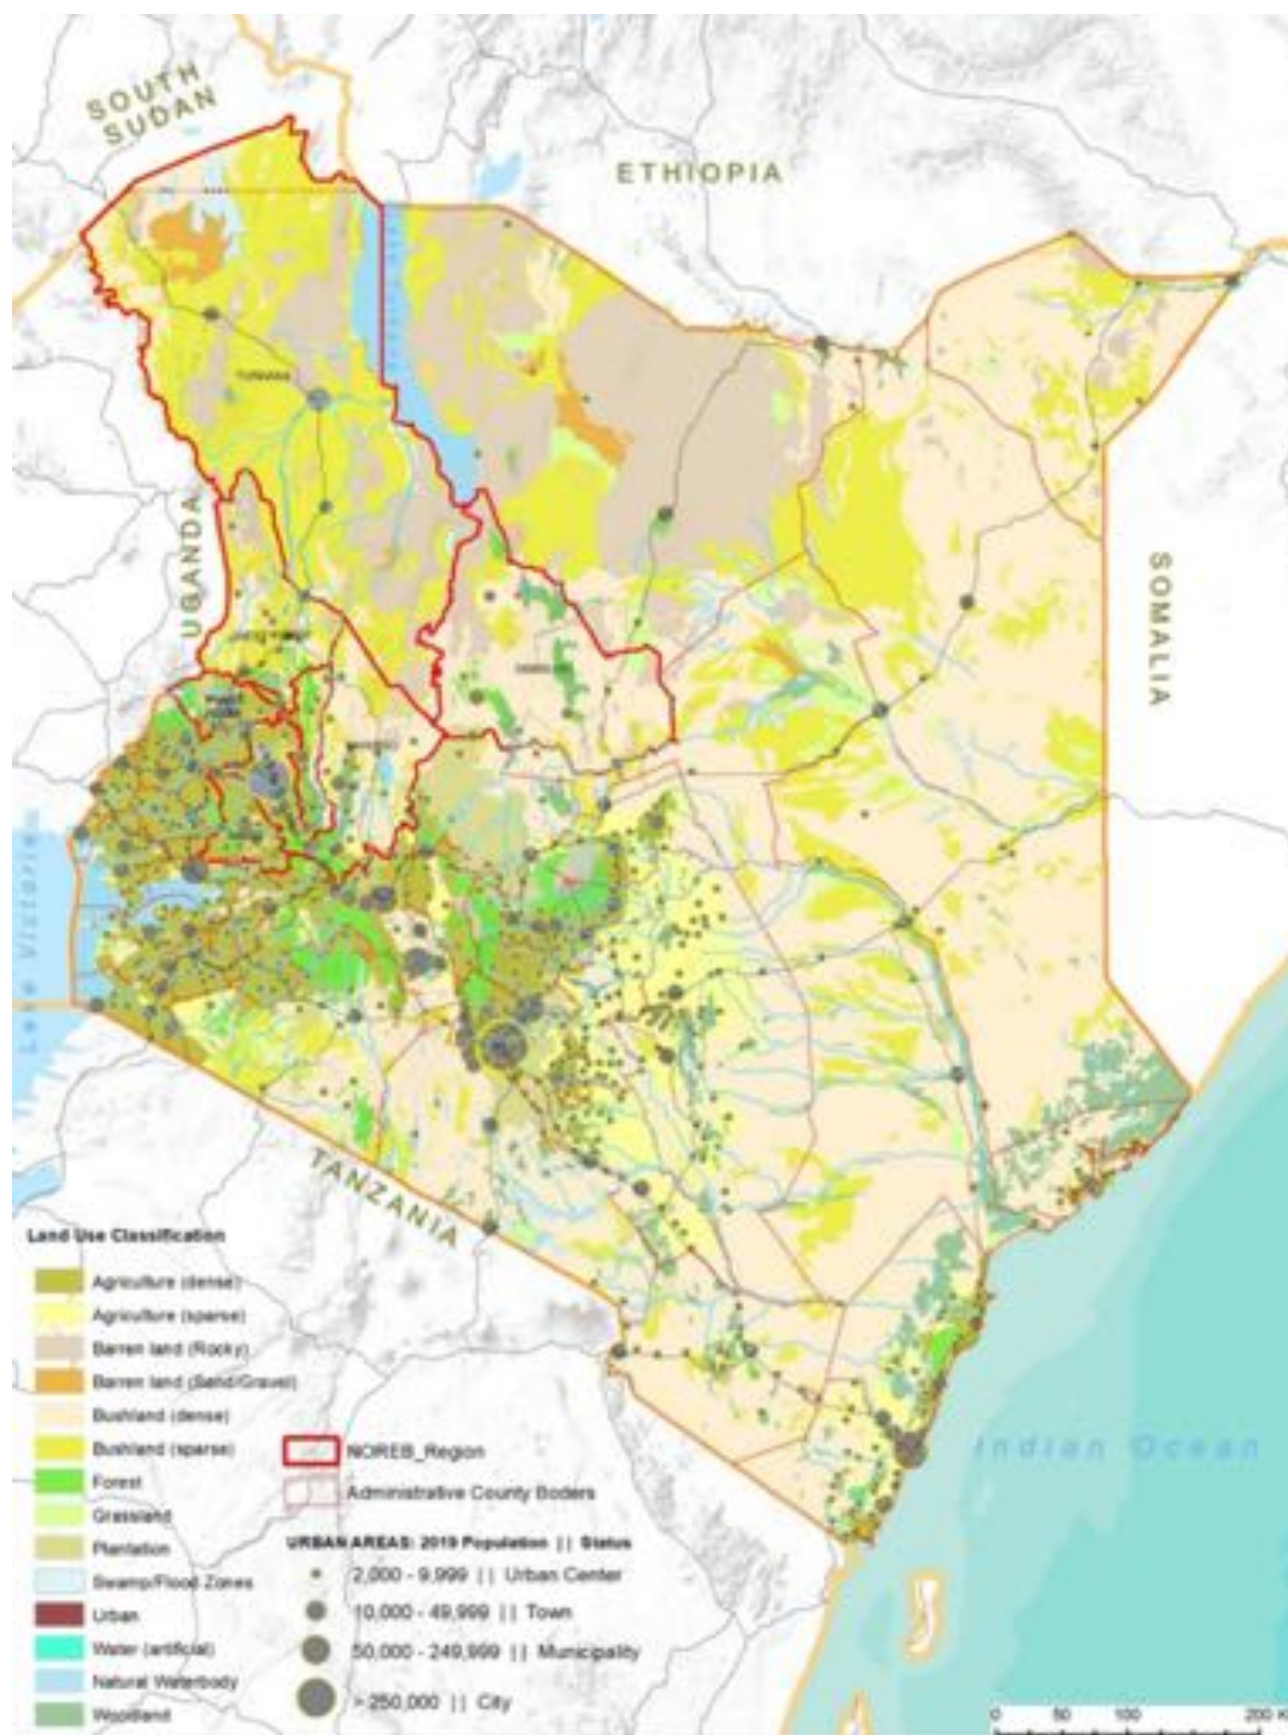 SOUTH
SUDAN
ETHIOPIA
TURKANA
UGANDA
SOMALIA
Lake Victoria
TANZANIA
Indian Ocean
Land Use Classification
Agriculture (dense)
Agriculture (sparse)
Barren land (Rocky)
Barren land (Sand/Gravel)
Bushland (dense)
Bushland (sparse)
Forest
Grassland
Plantation
Swamp/Flood Zones
Urban
Water (artificial)
Natural Waterbody
Woodland
NOREB_Region
Administrative County Boders
URBAN AREAS: 2019 Population || Status
2,000 - 9,999 || Urban Center
10,000 - 49,999 || Town
50,000 - 249,999 || Municipality
> 250,000 || City
0 50 100 200